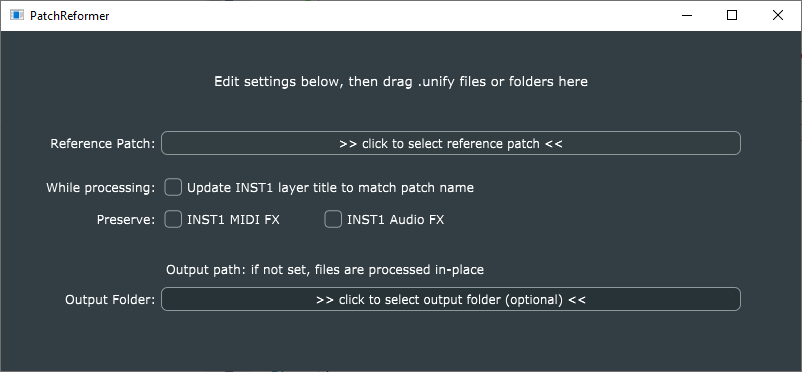 PatchReformer
Edit settings below, then drag .unify files or folders here
Reference Patch: >> click to select reference patch <<
While processing: Update INST1 layer title to match patch name
Preserve: INST1 MIDI FX INST1 Audio FX
Output path: if not set, files are processed in-place
Output Folder: >> click to select output folder (optional) <<